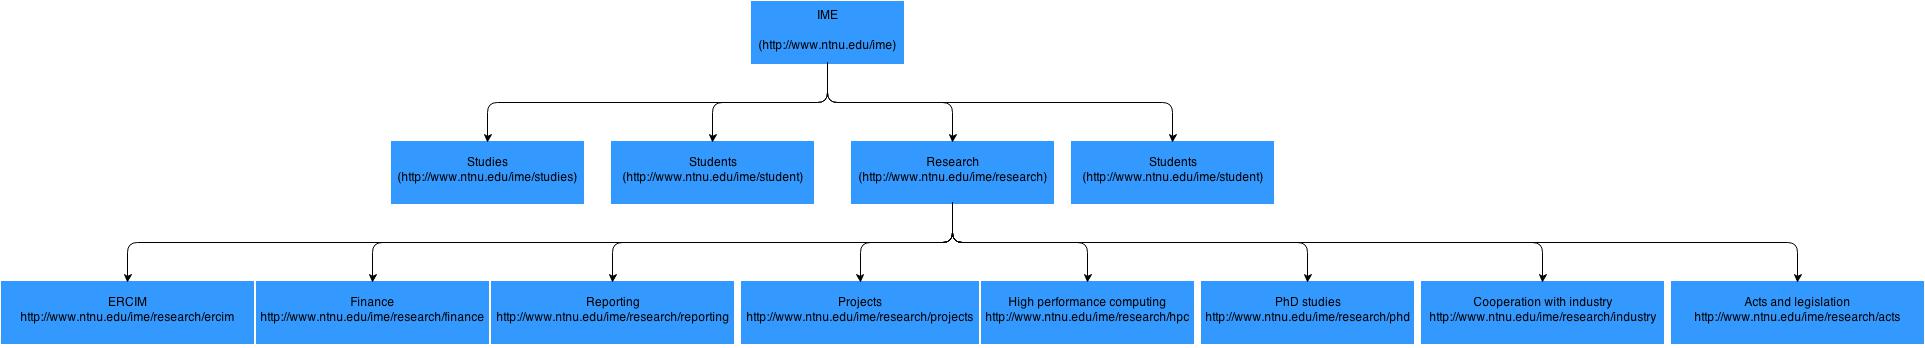 IME
(http://www.ntnu.edu/ime)
Studies
(http://www.ntnu.edu/ime/studies)
Students
(http://www.ntnu.edu/ime/student)
Research
(http://www.ntnu.edu/ime/research)
Students
(http://www.ntnu.edu/ime/student)
ERCIM
http://www.ntnu.edu/ime/research/ercim
Finance
http://www.ntnu.edu/ime/research/finance
Reporting
http://www.ntnu.edu/ime/research/reporting
Projects
http://www.ntnu.edu/ime/research/projects
High performance computing
http://www.ntnu.edu/ime/research/hpc
PhD studies
http://www.ntnu.edu/ime/research/phd
Cooperation with industry
http://www.ntnu.edu/ime/research/industry
Acts and legislation
http://www.ntnu.edu/ime/research/acts